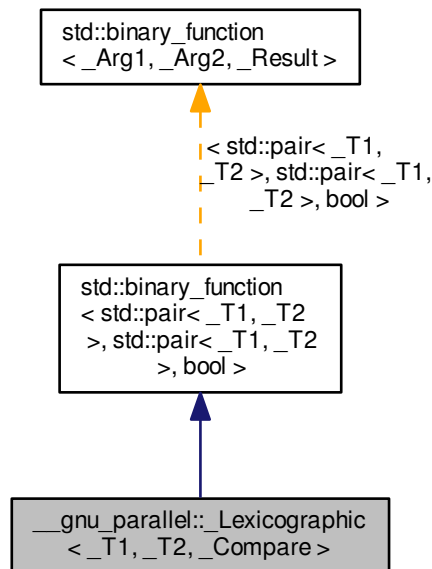 std::binary_function
< _Arg1, _Arg2, _Result >
< std::pair< _T1,
_T2 >, std::pair< _T1,
_T2 >, bool >
std::binary_function
< std::pair< _T1, _T2
>, std::pair< _T1, _T2
>, bool >
__gnu_parallel::_Lexicographic
< _T1, _T2, _Compare >